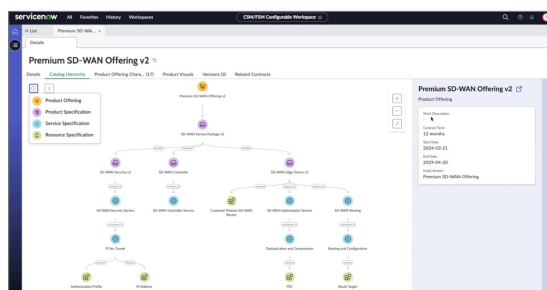 servicenow All Favorites History Workspaces CSM/FSM Configurable Workspace
List Premium SD-WA...
Details
Premium SD-WAN Offering v2
Details Catalog Hierarchy Product Offering Chara... (17) Product Visuals Versions (2) Related Contracts
Product Offering
Product Specification
Service Specification
Resource Specification
Premium SD-WAN Offering v2
SD-WAN Service Package v2
SD-WAN Security v2 SD-WAN Controller SD-WAN Edge Device v2
SD-WAN Security Service SD-WAN Controller Service Customer Premise SD-WAN Router SD-WAN Optimization Service SD-WAN Routing
IP Sec Tunnel Deduplication and Compression Routing and Configuration
Authentication Profile IP Address FEC Route Target
Premium SD-WAN Offering v2
Product Offering
Short Description
-
Contract Term
12 months
Start Date
2024-03-21
End Date
2029-04-20
Initial Version
Premium SD-WAN Offering